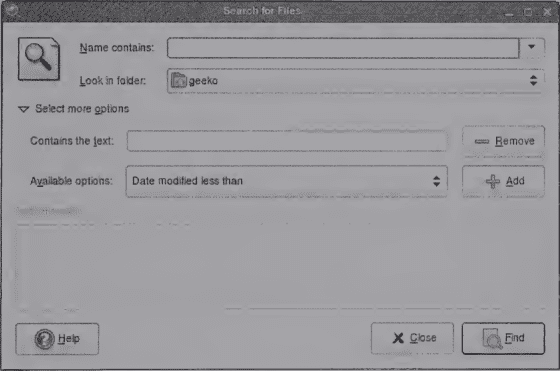 Search for Files
Name contains:
Look in folder: geeko
Select more options
Contains the text: Remove
Available options: Date modified less than Add
Help Close Find